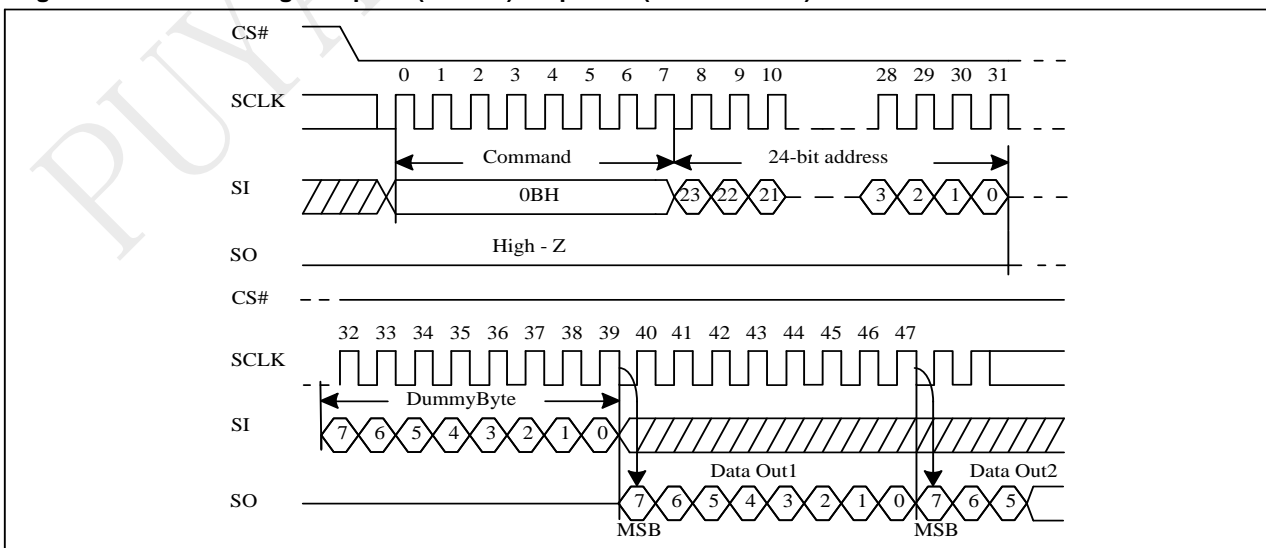 CS#
0 1 2 3 4 5 6 7 8 9 10 28 29 30 31
SCLK
Command 24-bit address
SI 0BH 23 22 21 3 2 1 0
High - Z
SO
CS#
32 33 34 35 36 37 38 39 40 41 42 43 44 45 46 47
SCLK
DummyByte
SI 7 6 5 4 3 2 1 0
Data Out1 Data Out2
SO 7 6 5 4 3 2 1 0 7 6 5
MSB MSB